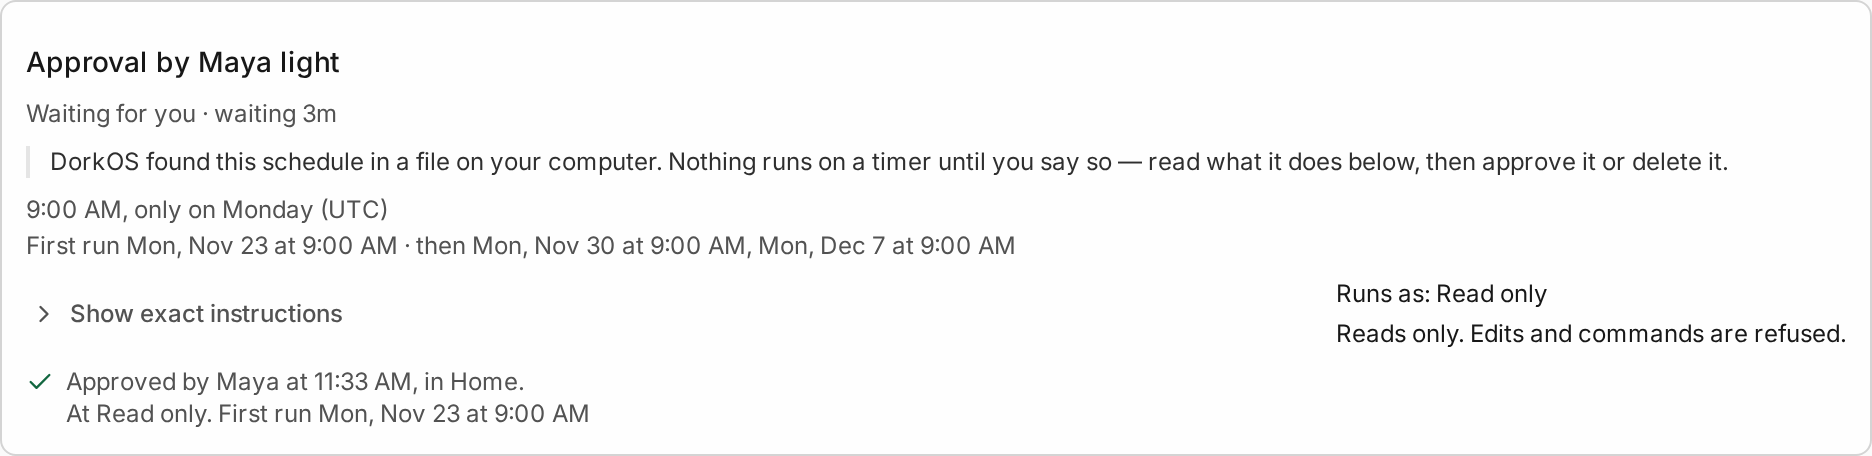 Approval by Maya light
Waiting for you · waiting 3m
DorkOS found this schedule in a file on your computer. Nothing runs on a timer until you say so — read what it does below, then approve it or delete it.
9:00 AM, only on Monday (UTC)
First run Mon, Nov 23 at 9:00 AM · then Mon, Nov 30 at 9:00 AM, Mon, Dec 7 at 9:00 AM
Show exact instructions
Runs as: Read only
Reads only. Edits and commands are refused.
Approved by Maya at 11:33 AM, in Home.
At Read only. First run Mon, Nov 23 at 9:00 AM